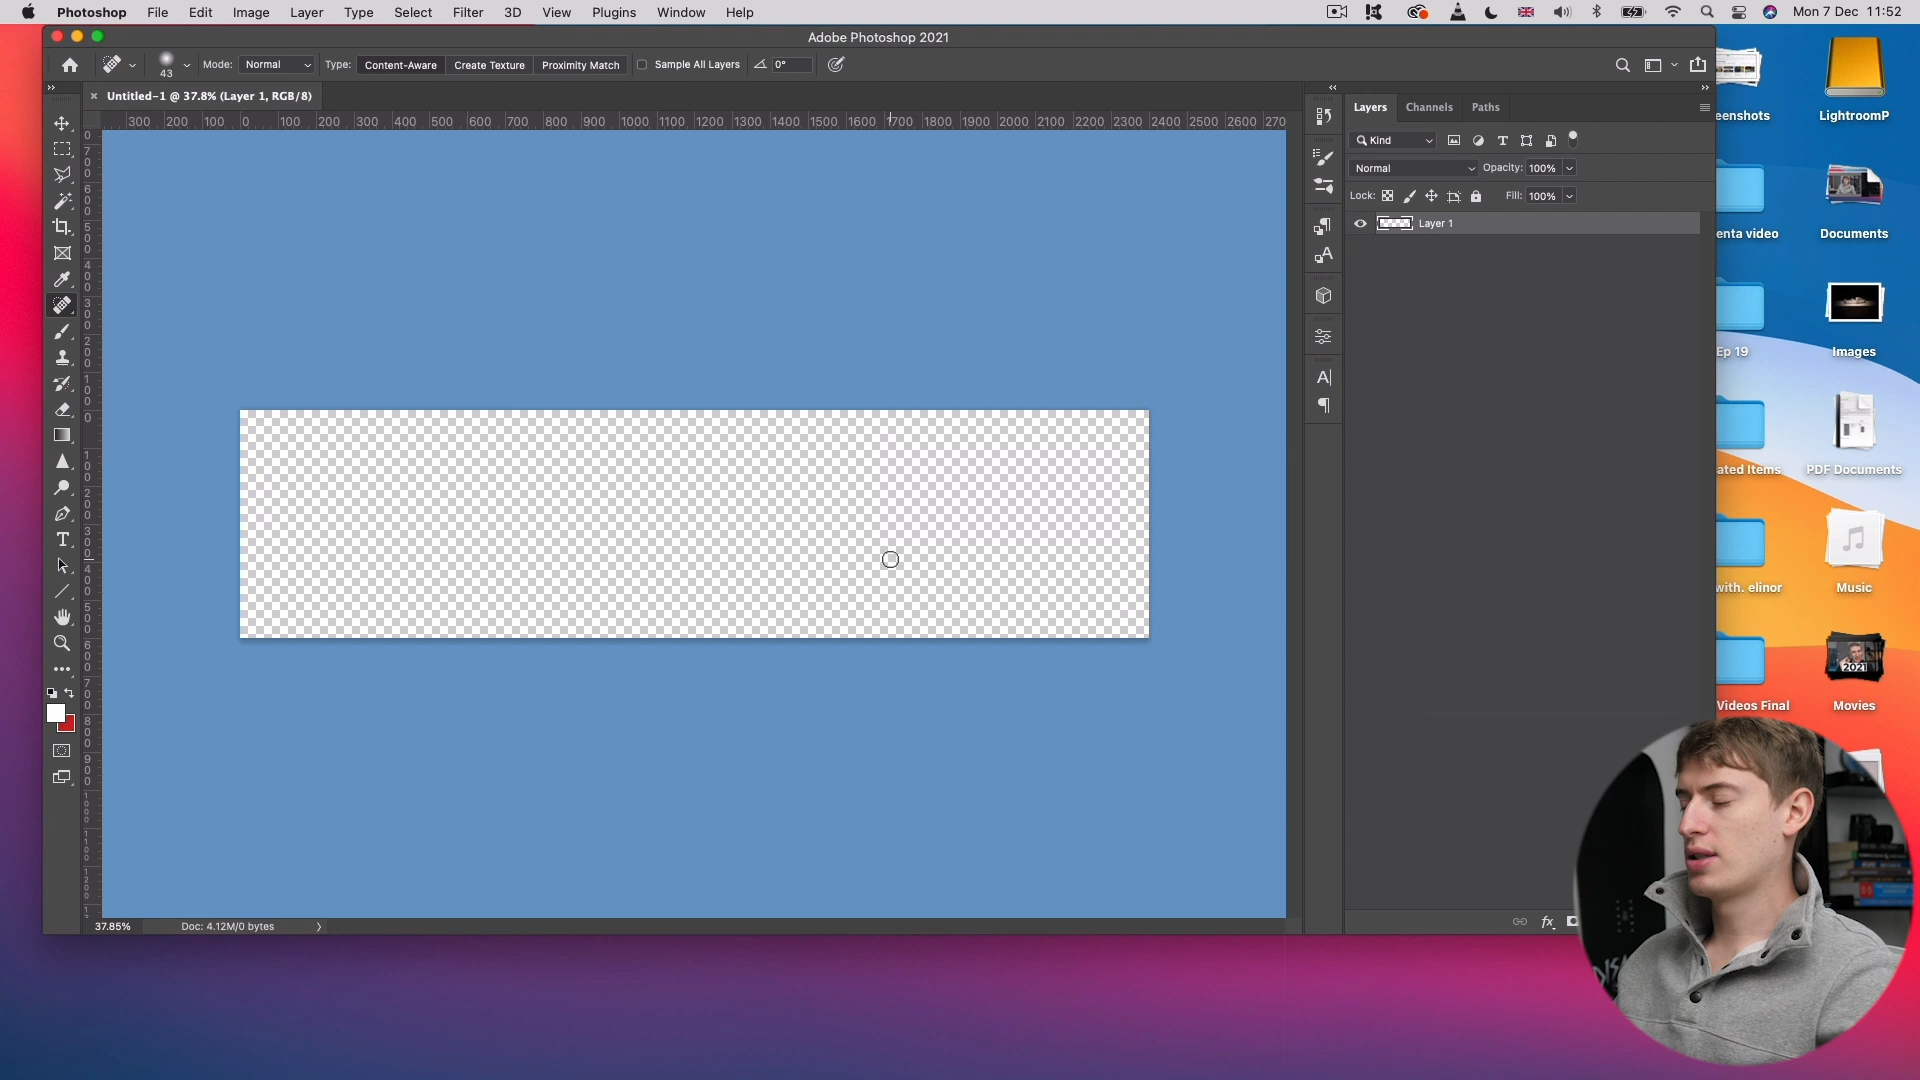 Photoshop File Edit Image Layer Type Select Filter 3D View Plugins Window Help Mon 7 Dec 11:52
Adobe Photoshop 2021
43 Mode: Normal Type: Content-Aware Create Texture Proximity Match Sample All Layers 0°
Untitled-1 @ 37.8% (Layer 1, RGB/8)
300 200 100 0 100 200 300 400 500 600 700 800 900 1000 1100 1200 1300 1400 1500 1600 1700 1800 1900 2000 2100 2200 2300 2400 2500 2600 270
Layers Channels Paths
Kind
Normal Opacity: 100%
Lock: Fill: 100%
Layer 1
37.85% Doc: 4.12M/0 bytes
eenshots LightroomP
enta video Documents
Ep 19 Images
ated Items PDF Documents
with. elinor Music
2021
Videos Final Movies